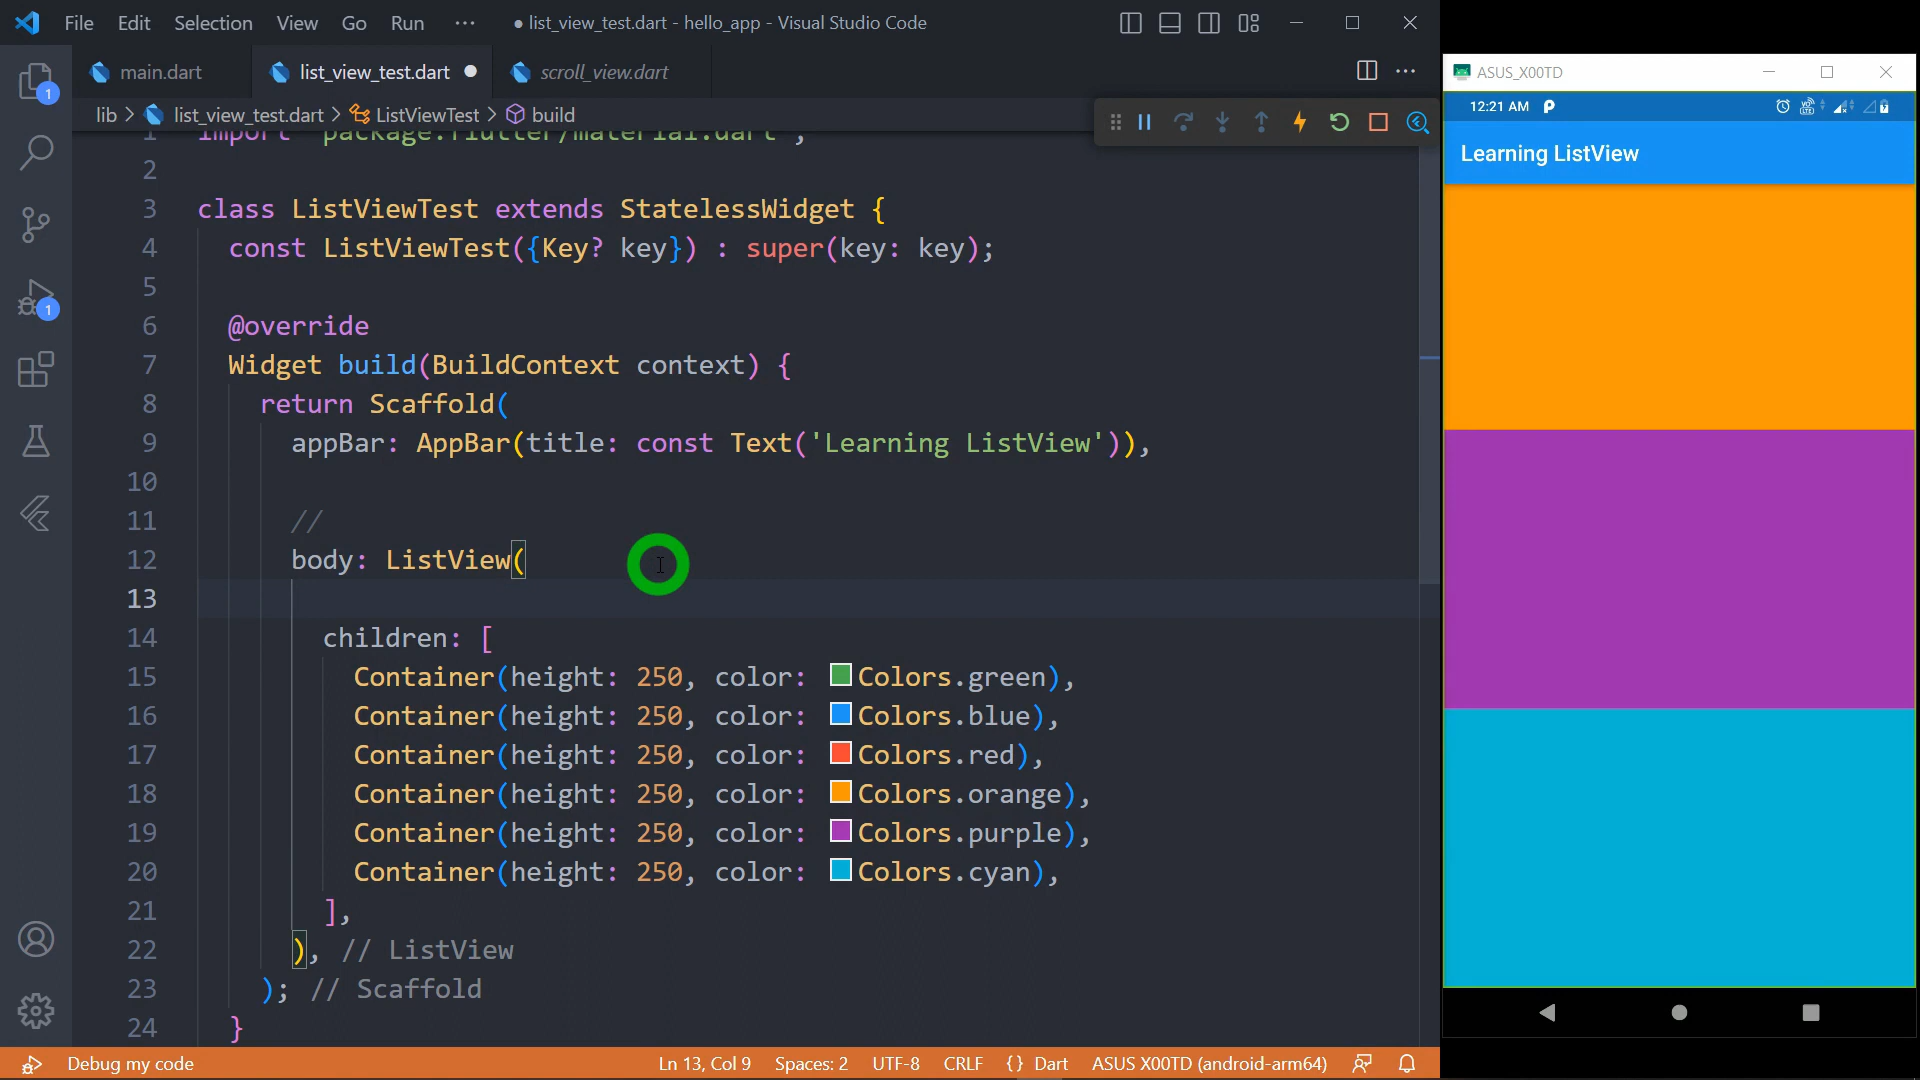 File Edit Selection View Go Run ··· ● list_view_test.dart - hello_app - Visual Studio Code
main.dart list_view_test.dart ● scroll_view.dart
lib > list_view_test.dart > ListViewTest > build
1 import 'package:flutter/material.dart';
2
3 class ListViewTest extends StatelessWidget {
4 const ListViewTest({Key? key}) : super(key: key);
5
6 @override
7 Widget build(BuildContext context) {
8 return Scaffold(
9 appBar: AppBar(title: const Text('Learning ListView')),
10
11 //
12 body: ListView(
13
14 children: [
15 Container(height: 250, color: Colors.green),
16 Container(height: 250, color: Colors.blue),
17 Container(height: 250, color: Colors.red),
18 Container(height: 250, color: Colors.orange),
19 Container(height: 250, color: Colors.purple),
20 Container(height: 250, color: Colors.cyan),
21 ],
22 ), // ListView
23 ); // Scaffold
24 }
1
1
Debug my code Ln 13, Col 9 Spaces: 2 UTF-8 CRLF {} Dart ASUS X00TD (android-arm64)
ASUS_X00TD
12:21 AM
Learning ListView